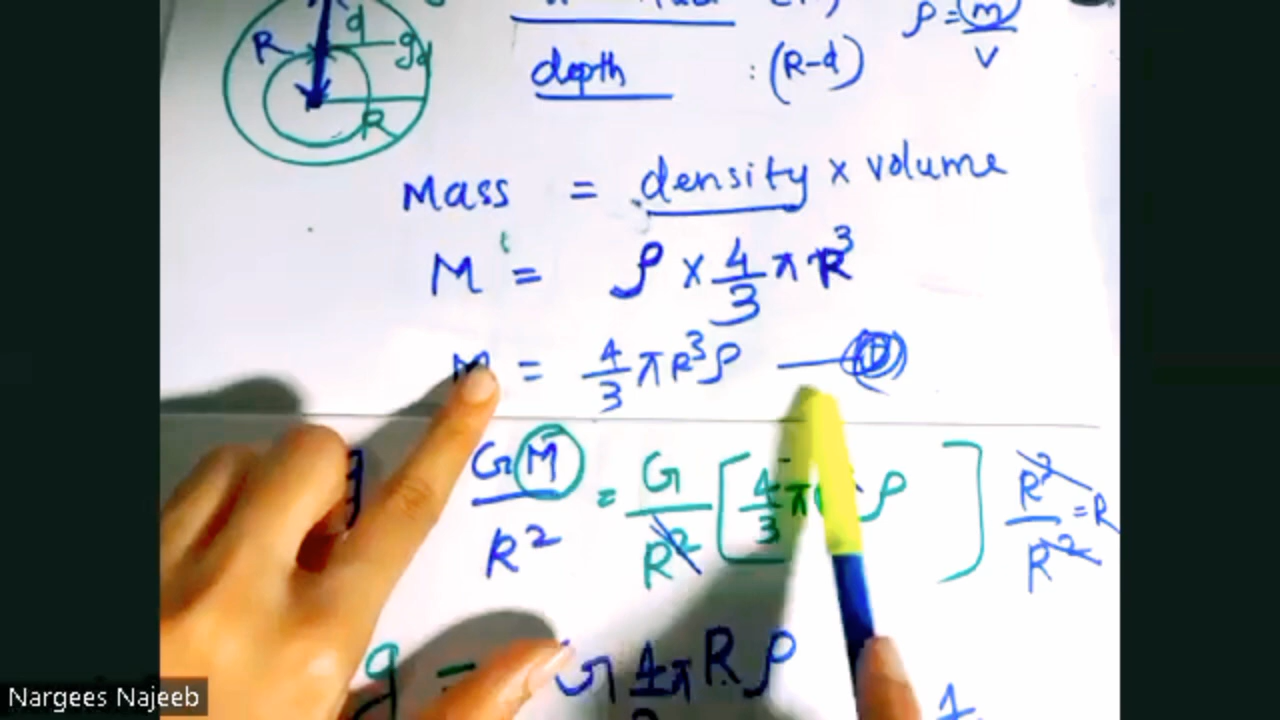 R d gd
R
depth : (R-d)
ρ = m/V
Mass = density × volume
M = ρ × 4/3 π R³
M = 4/3 π R³ ρ
GM/R² = G/R² [4/3 π ρ]
R³/R² = R
g = G 4/3 π R ρ
Nargees Najeeb